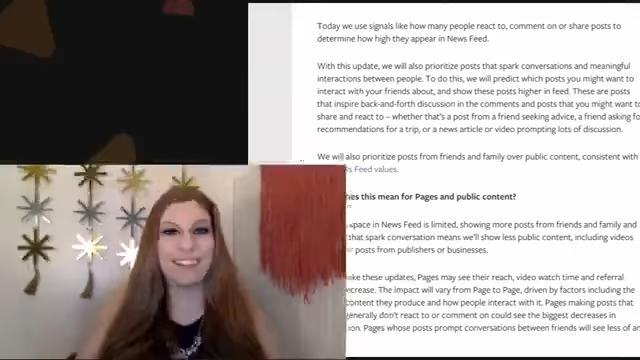 Today we use signals like how many people react to, comment on or share posts to
determine how high they appear in News Feed.
With this update, we will also prioritize posts that spark conversations and meaningful
interactions between people. To do this, we will predict which posts you might want to
interact with your friends about, and show these posts higher in feed. These are posts
that inspire back-and-forth discussion in the comments and posts that you might want to
share and react to – whether that's a post from a friend seeking advice, a friend asking fo
recommendations for a trip, or a news article or video prompting lots of discussion.
We will also prioritize posts from friends and family over public content, consistent with
s Feed values.
es this mean for Pages and public content?
space in News Feed is limited, showing more posts from friends and family and
that spark conversation means we'll show less public content, including videos
posts from publishers or businesses.
ke these updates, Pages may see their reach, video watch time and referral
ecrease. The impact will vary from Page to Page, driven by factors including the
ontent they produce and how people interact with it. Pages making posts that
generally don't react to or comment on could see the biggest decreases in
ion. Pages whose posts prompt conversations between friends will see less of an